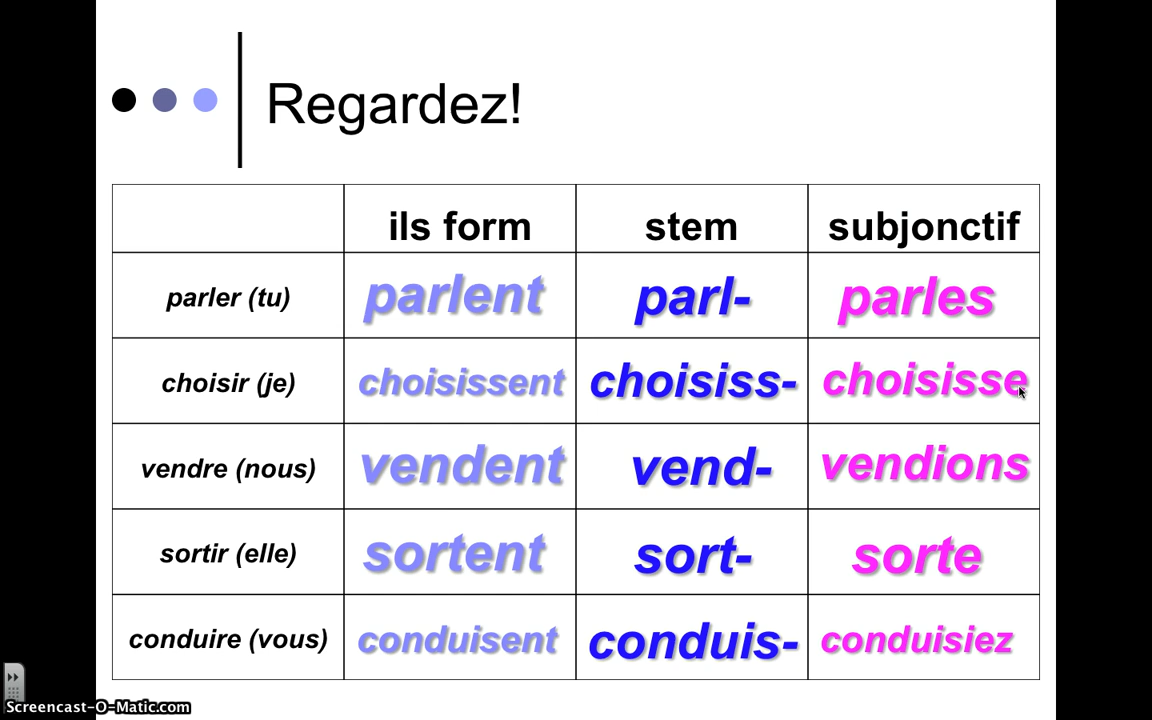 Regardez!
ils form stem subjonctif
parler (tu) parlent parl- parles
choisir (je) choisissent choisiss- choisisse
vendre (nous) vendent vend- vendions
sortir (elle) sortent sort- sorte
conduire (vous) conduisent conduis- conduisiez
Screencast-O-Matic.com